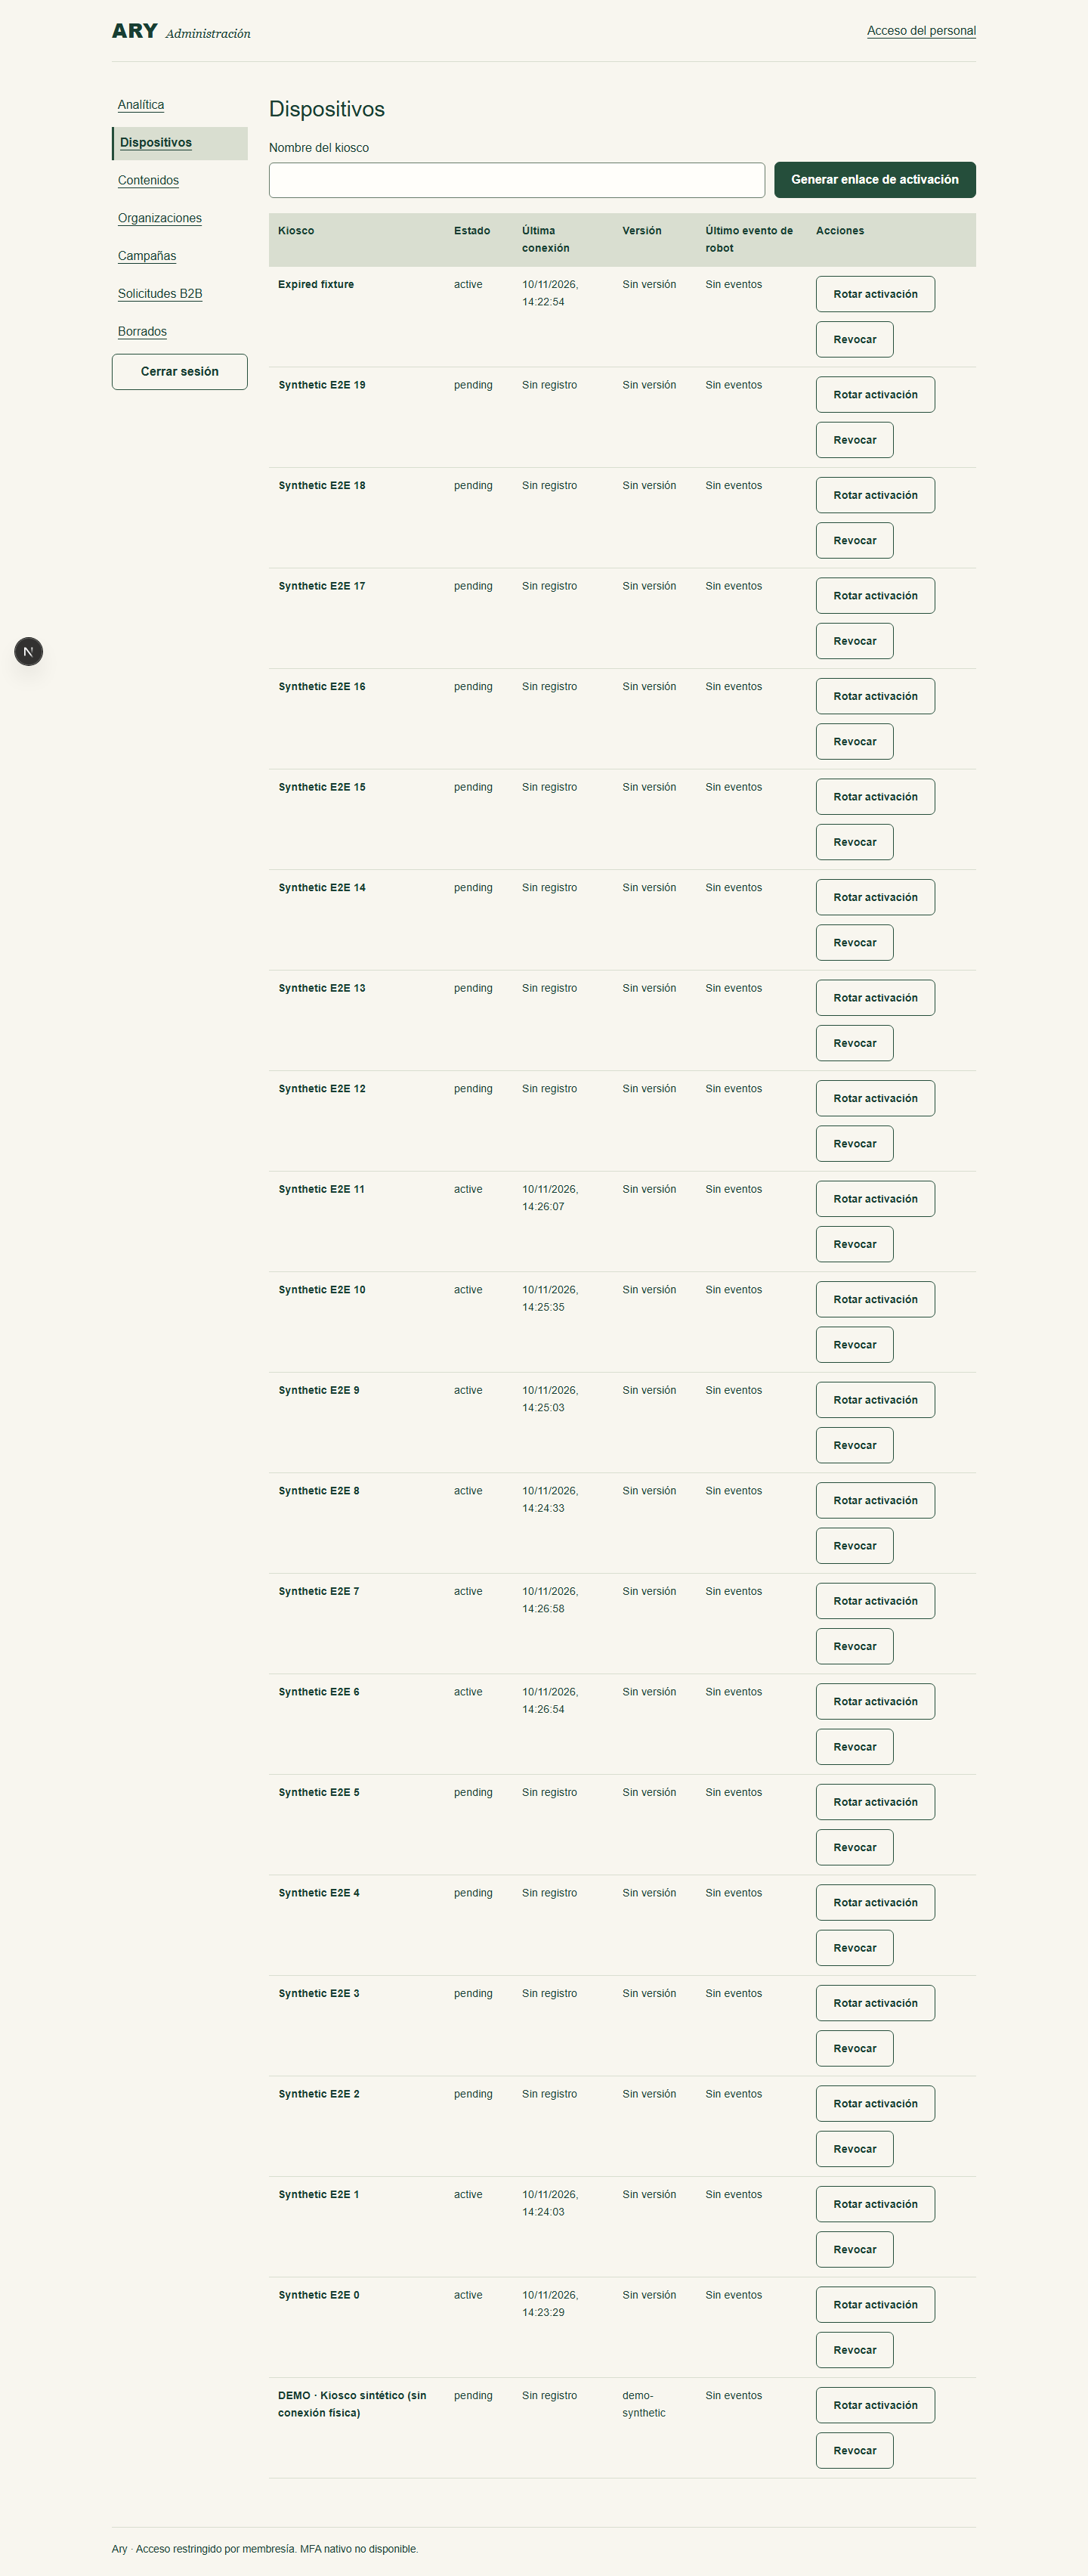 ARY Administración
Acceso del personal
Analítica
Dispositivos
Contenidos
Organizaciones
Campañas
Solicitudes B2B
Borrados
Cerrar sesión
Dispositivos
Nombre del kiosco
Generar enlace de activación
Kiosco Estado Última conexión Versión Último evento de robot Acciones
Expired fixture active 10/11/2026, 14:22:54 Sin versión Sin eventos Rotar activación
Revocar
Synthetic E2E 19 pending Sin registro Sin versión Sin eventos Rotar activación
Revocar
Synthetic E2E 18 pending Sin registro Sin versión Sin eventos Rotar activación
Revocar
Synthetic E2E 17 pending Sin registro Sin versión Sin eventos Rotar activación
Revocar
Synthetic E2E 16 pending Sin registro Sin versión Sin eventos Rotar activación
Revocar
Synthetic E2E 15 pending Sin registro Sin versión Sin eventos Rotar activación
Revocar
Synthetic E2E 14 pending Sin registro Sin versión Sin eventos Rotar activación
Revocar
Synthetic E2E 13 pending Sin registro Sin versión Sin eventos Rotar activación
Revocar
Synthetic E2E 12 pending Sin registro Sin versión Sin eventos Rotar activación
Revocar
Synthetic E2E 11 active 10/11/2026, 14:26:07 Sin versión Sin eventos Rotar activación
Revocar
Synthetic E2E 10 active 10/11/2026, 14:25:35 Sin versión Sin eventos Rotar activación
Revocar
Synthetic E2E 9 active 10/11/2026, 14:25:03 Sin versión Sin eventos Rotar activación
Revocar
Synthetic E2E 8 active 10/11/2026, 14:24:33 Sin versión Sin eventos Rotar activación
Revocar
Synthetic E2E 7 active 10/11/2026, 14:26:58 Sin versión Sin eventos Rotar activación
Revocar
Synthetic E2E 6 active 10/11/2026, 14:26:54 Sin versión Sin eventos Rotar activación
Revocar
Synthetic E2E 5 pending Sin registro Sin versión Sin eventos Rotar activación
Revocar
Synthetic E2E 4 pending Sin registro Sin versión Sin eventos Rotar activación
Revocar
Synthetic E2E 3 pending Sin registro Sin versión Sin eventos Rotar activación
Revocar
Synthetic E2E 2 pending Sin registro Sin versión Sin eventos Rotar activación
Revocar
Synthetic E2E 1 active 10/11/2026, 14:24:03 Sin versión Sin eventos Rotar activación
Revocar
Synthetic E2E 0 active 10/11/2026, 14:23:29 Sin versión Sin eventos Rotar activación
Revocar
DEMO · Kiosco sintético (sin conexión física) pending Sin registro demo-synthetic Sin eventos Rotar activación
Revocar
N
Ary · Acceso restringido por membresía. MFA nativo no disponible.